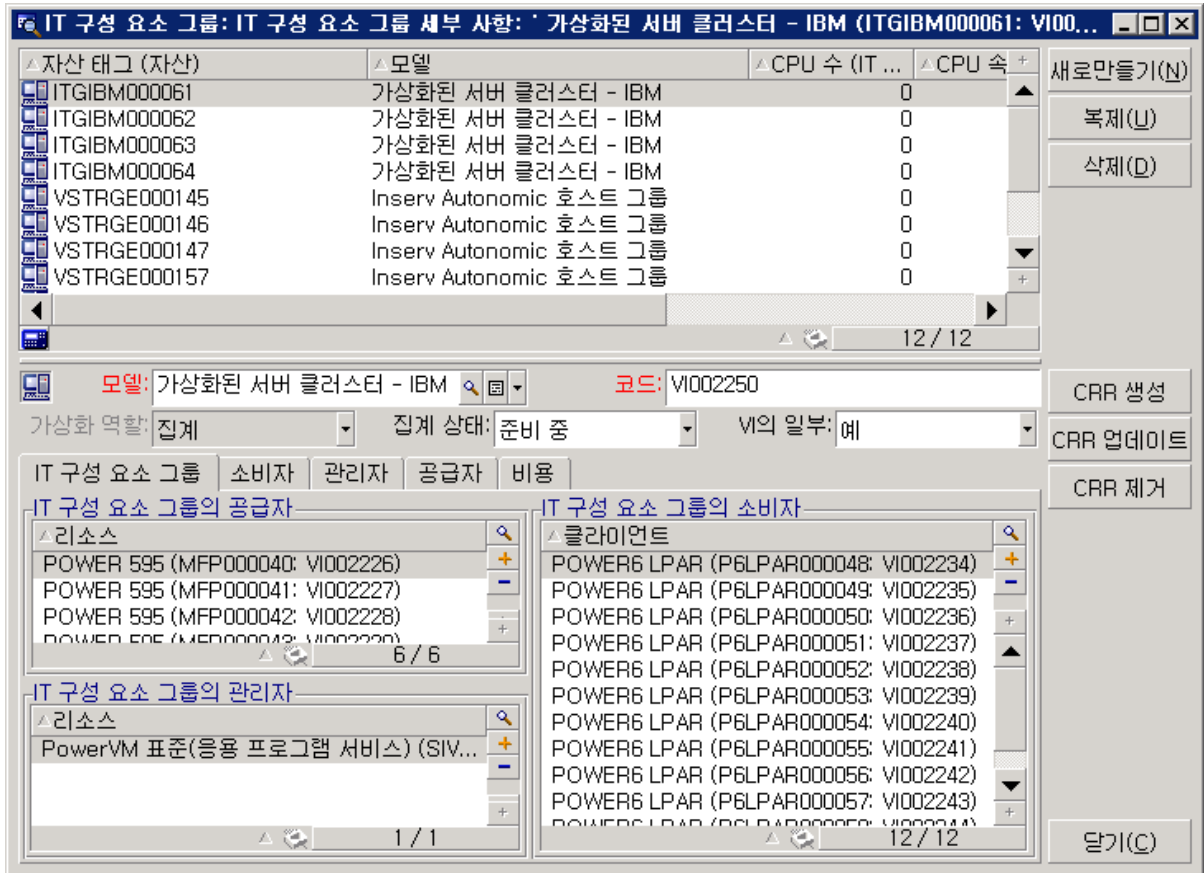 IT 구성 요소 그룹: IT 구성 요소 그룹 세부 사항: ˙ 가상화된 서버 클러스터 - IBM (ITGIBM000061: VI00...
자산 태그 (자산) 모델 CPU 수 (IT ... CPU 속
새로만들기(N)
ITGIBM000061 가상화된 서버 클러스터 - IBM 0
ITGIBM000062 가상화된 서버 클러스터 - IBM 0
복제(U)
ITGIBM000063 가상화된 서버 클러스터 - IBM 0
ITGIBM000064 가상화된 서버 클러스터 - IBM 0
삭제(D)
VSTRGE000145 Inserv Autonomic 호스트 그룹 0
VSTRGE000146 Inserv Autonomic 호스트 그룹 0
VSTRGE000147 Inserv Autonomic 호스트 그룹 0
VSTRGE000157 Inserv Autonomic 호스트 그룹 0
12 / 12
모델: 가상화된 서버 클러스터 - IBM 코드: VI002250
CRR 생성
가상화 역할: 집계 집계 상태: 준비 중 VI의 일부: 예
CRR 업데이트
IT 구성 요소 그룹 소비자 관리자 공급자 비용
CRR 제거
IT 구성 요소 그룹의 공급자
리소스
POWER 595 (MFP000040: VI002226)
POWER 595 (MFP000041: VI002227)
POWER 595 (MFP000042: VI002228)
POWER 595 (MFP000043: VI002229)
6 / 6
IT 구성 요소 그룹의 관리자
리소스
PowerVM 표준(응용 프로그램 서비스) (SIV...
1 / 1
IT 구성 요소 그룹의 소비자
클라이언트
POWER6 LPAR (P6LPAR000048: VI002234)
POWER6 LPAR (P6LPAR000049: VI002235)
POWER6 LPAR (P6LPAR000050: VI002236)
POWER6 LPAR (P6LPAR000051: VI002237)
POWER6 LPAR (P6LPAR000052: VI002238)
POWER6 LPAR (P6LPAR000053: VI002239)
POWER6 LPAR (P6LPAR000054: VI002240)
POWER6 LPAR (P6LPAR000055: VI002241)
POWER6 LPAR (P6LPAR000056: VI002242)
POWER6 LPAR (P6LPAR000057: VI002243)
POWER6 LPAR (P6LPAR000058: VI002244)
12 / 12
닫기(C)